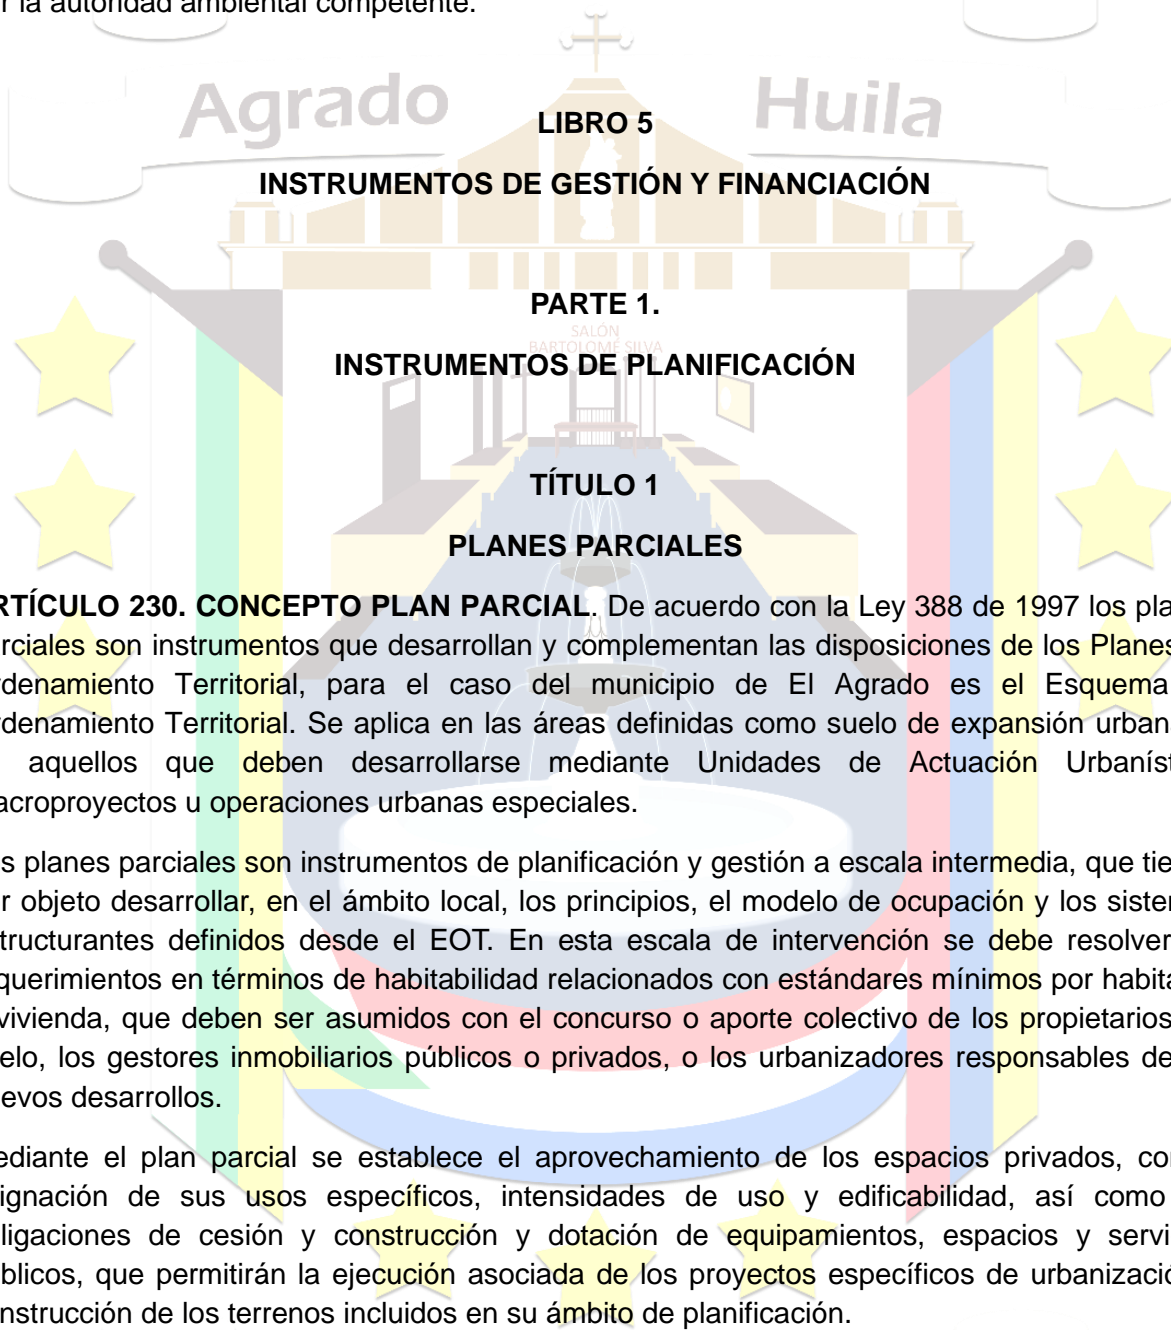 r la autoridad ambiental competente.
Agrado Huila
LIBRO 5
INSTRUMENTOS DE GESTIÓN Y FINANCIACIÓN
PARTE 1.
SALÓN
BARTOLOMÉ SILVA
INSTRUMENTOS DE PLANIFICACIÓN
TÍTULO 1
PLANES PARCIALES
RTÍCULO 230. CONCEPTO PLAN PARCIAL. De acuerdo con la Ley 388 de 1997 los pla
rciales son instrumentos que desarrollan y complementan las disposiciones de los Planes
rdenamiento Territorial, para el caso del municipio de El Agrado es el Esquema
rdenamiento Territorial. Se aplica en las áreas definidas como suelo de expansión urban
aquellos que deben desarrollarse mediante Unidades de Actuación Urbaníst
acroproyectos u operaciones urbanas especiales.
s planes parciales son instrumentos de planificación y gestión a escala intermedia, que tie
r objeto desarrollar, en el ámbito local, los principios, el modelo de ocupación y los siste
tructurantes definidos desde el EOT. En esta escala de intervención se debe resolver
querimientos en términos de habitabilidad relacionados con estándares mínimos por habita
vivienda, que deben ser asumidos con el concurso o aporte colectivo de los propietarios
elo, los gestores inmobiliarios públicos o privados, o los urbanizadores responsables de
evos desarrollos.
ediante el plan parcial se establece el aprovechamiento de los espacios privados, con
ignación de sus usos específicos, intensidades de uso y edificabilidad, así como
ligaciones de cesión y construcción y dotación de equipamientos, espacios y servi
blicos, que permitirán la ejecución asociada de los proyectos específicos de urbanizació
nstrucción de los terrenos incluidos en su ámbito de planificación.